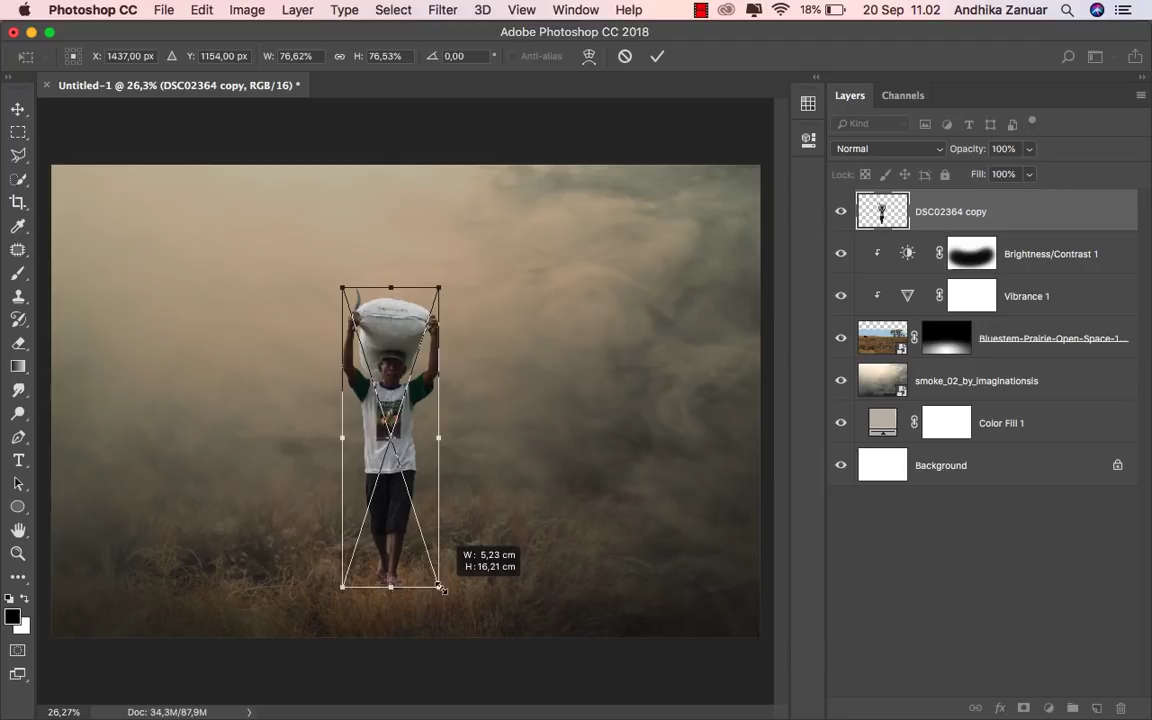 Photoshop CC File Edit Image Layer Type Select Filter 3D View Window Help 18% 20 Sep 11.02 Andhika Zanuar
Adobe Photoshop CC 2018
X: 1437,00 px Y: 1154,00 px W: 76,62% H: 76,53% 0,00 ° Anti-alias
Untitled-1 @ 26,3% (DSC02364 copy, RGB/16) *
Layers Channels
Kind
Normal Opacity: 100%
Lock: Fill: 100%
DSC02364 copy
Brightness/Contrast 1
Vibrance 1
Bluestem-Prairie-Open-Space-1...
smoke_02_by_imaginationsis
Color Fill 1
Background
W: 5,23 cm
H: 16,21 cm
26,27% Doc: 34,3M/87,9M